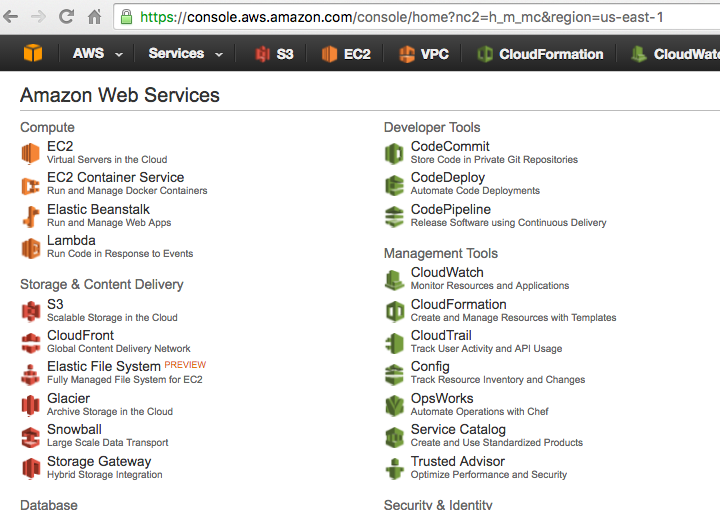 https://console.aws.amazon.com/console/home?nc2=h_m_mc&region=us-east-1
AWS Services S3 EC2 VPC CloudFormation CloudWatc
Amazon Web Services
Compute
EC2
Virtual Servers in the Cloud
EC2 Container Service
Run and Manage Docker Containers
Elastic Beanstalk
Run and Manage Web Apps
Lambda
Run Code in Response to Events
Storage & Content Delivery
S3
Scalable Storage in the Cloud
CloudFront
Global Content Delivery Network
Elastic File System PREVIEW
Fully Managed File System for EC2
Glacier
Archive Storage in the Cloud
Snowball
Large Scale Data Transport
Storage Gateway
Hybrid Storage Integration
Database
Developer Tools
CodeCommit
Store Code in Private Git Repositories
CodeDeploy
Automate Code Deployments
CodePipeline
Release Software using Continuous Delivery
Management Tools
CloudWatch
Monitor Resources and Applications
CloudFormation
Create and Manage Resources with Templates
CloudTrail
Track User Activity and API Usage
Config
Track Resource Inventory and Changes
OpsWorks
Automate Operations with Chef
Service Catalog
Create and Use Standardized Products
Trusted Advisor
Optimize Performance and Security
Security & Identity